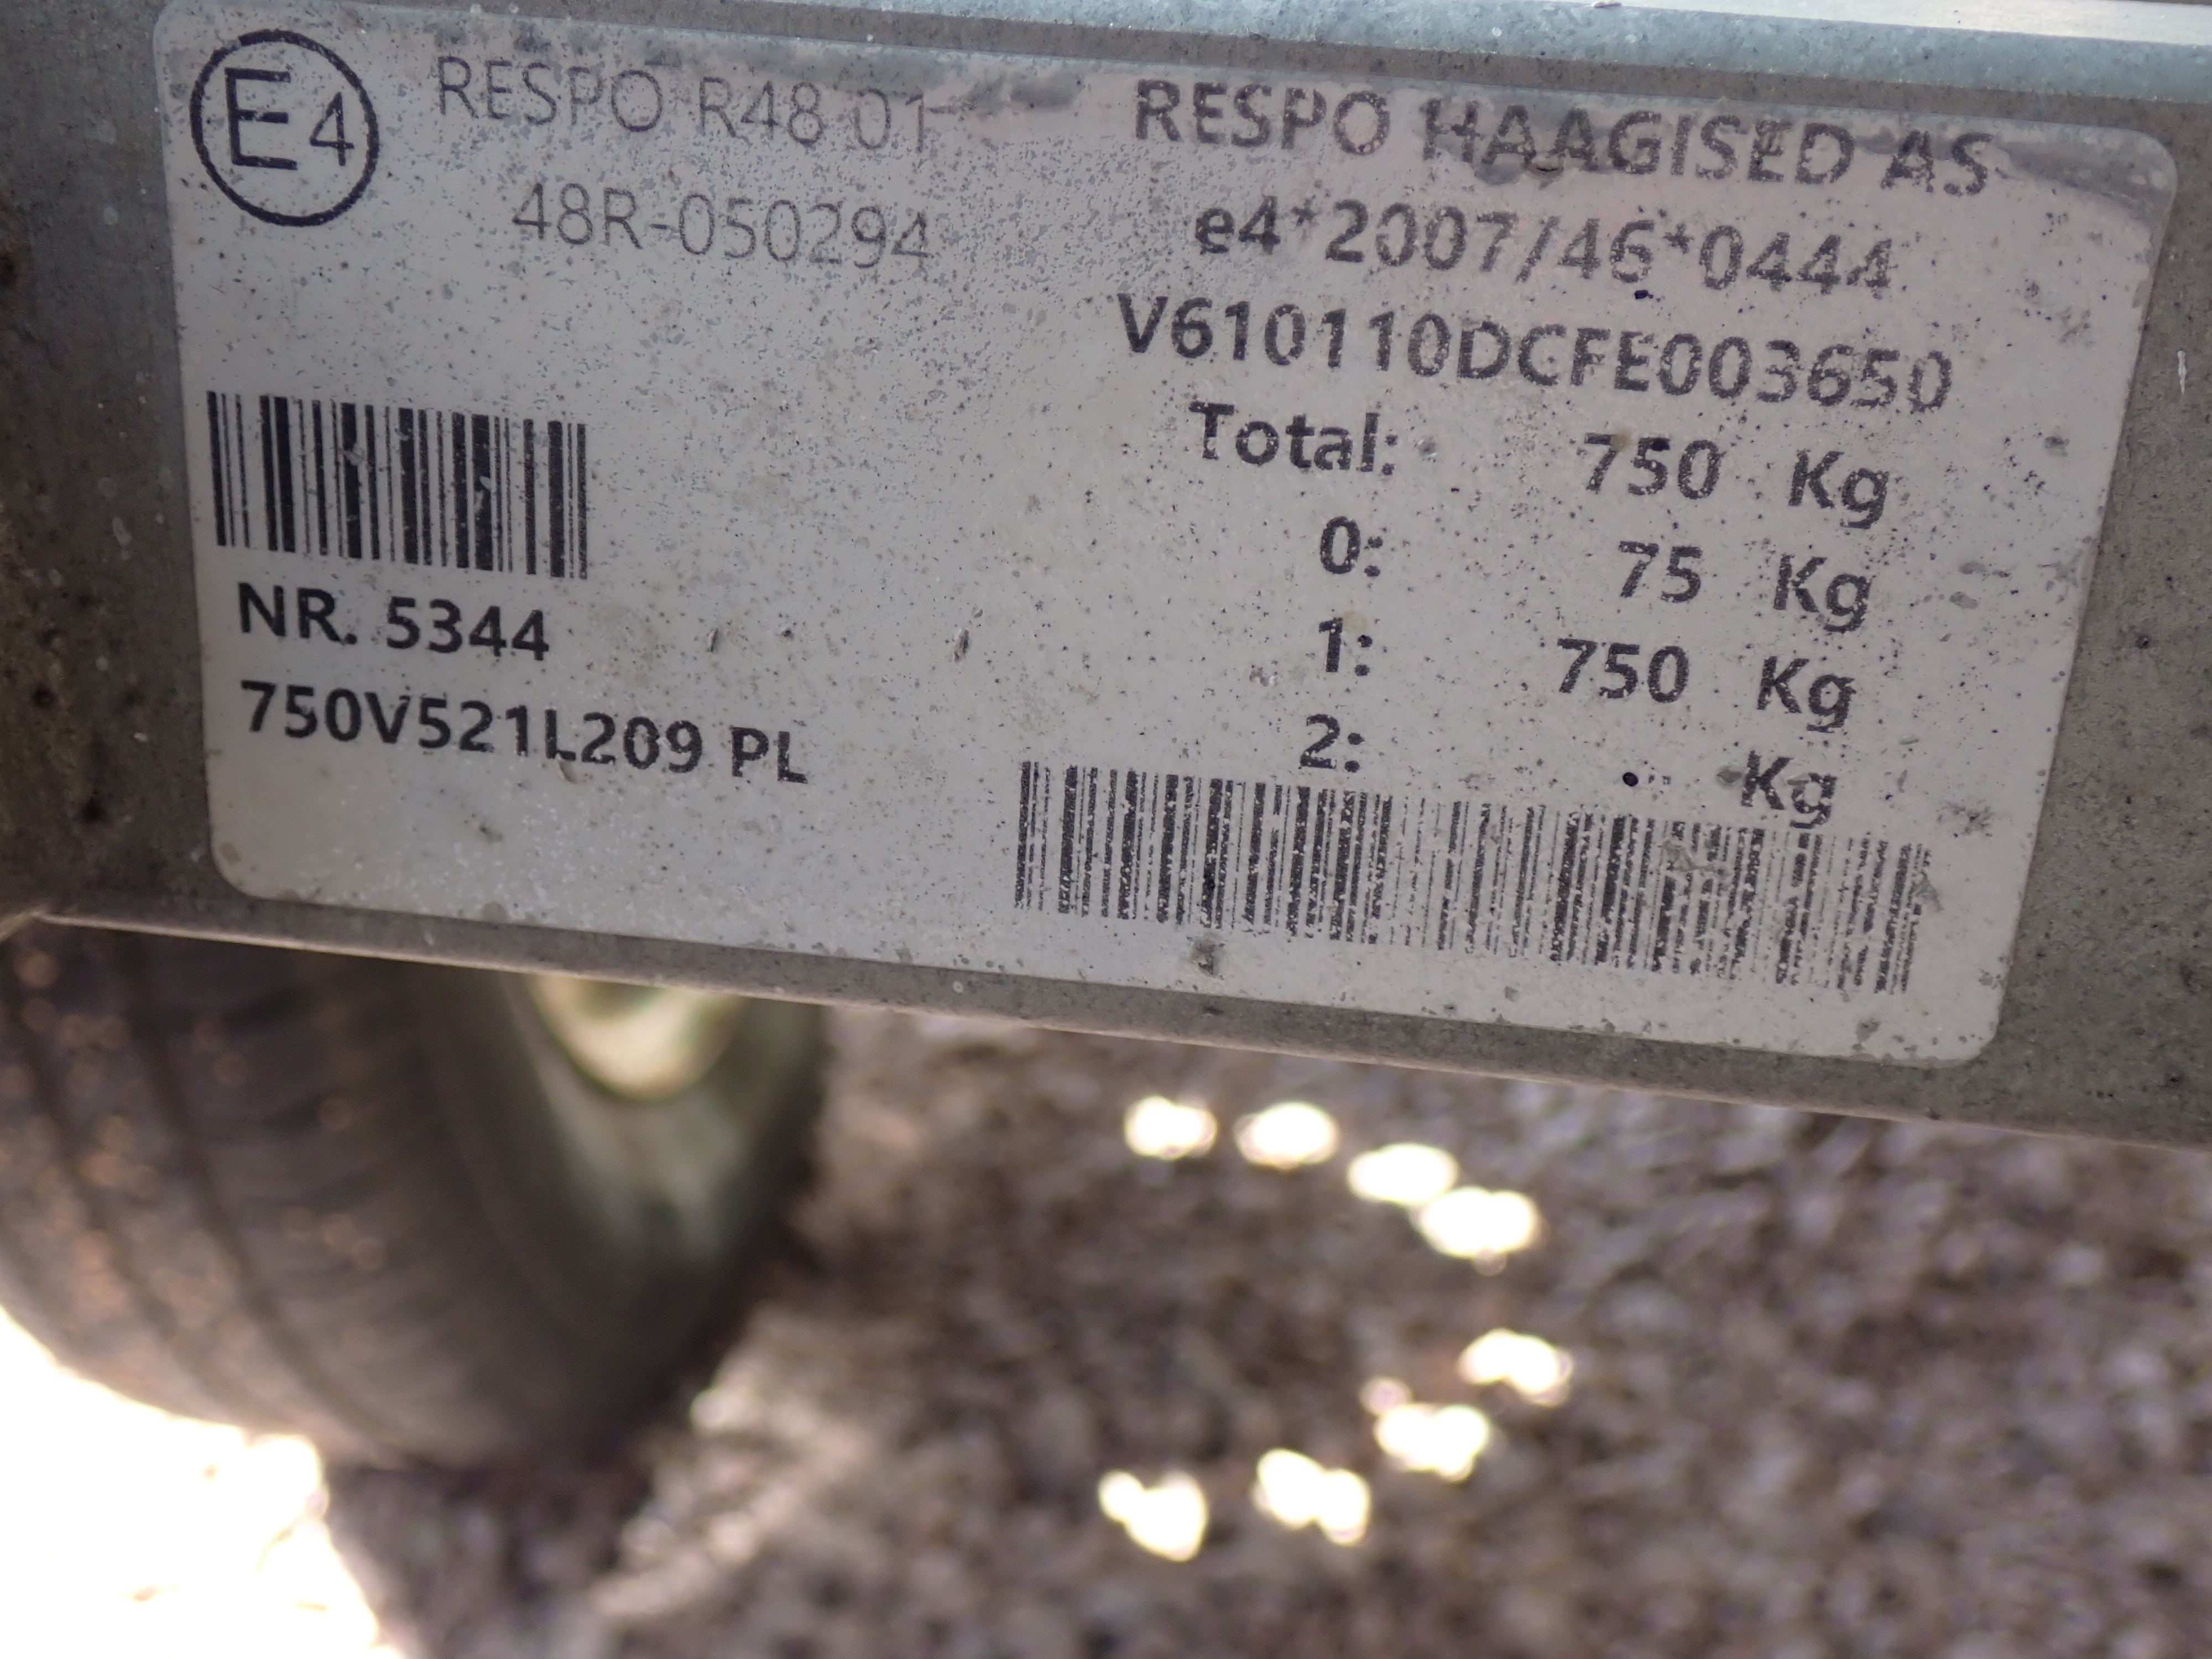 E4
RESPO R48 01
48R-050294
NR. 5344
750V521L209 PL
RESPO HAAGISED AS
e4*2007/46*0444
V610110DCFE003650
Total: 750 Kg
0: 75 Kg
1: 750 Kg
2: Kg